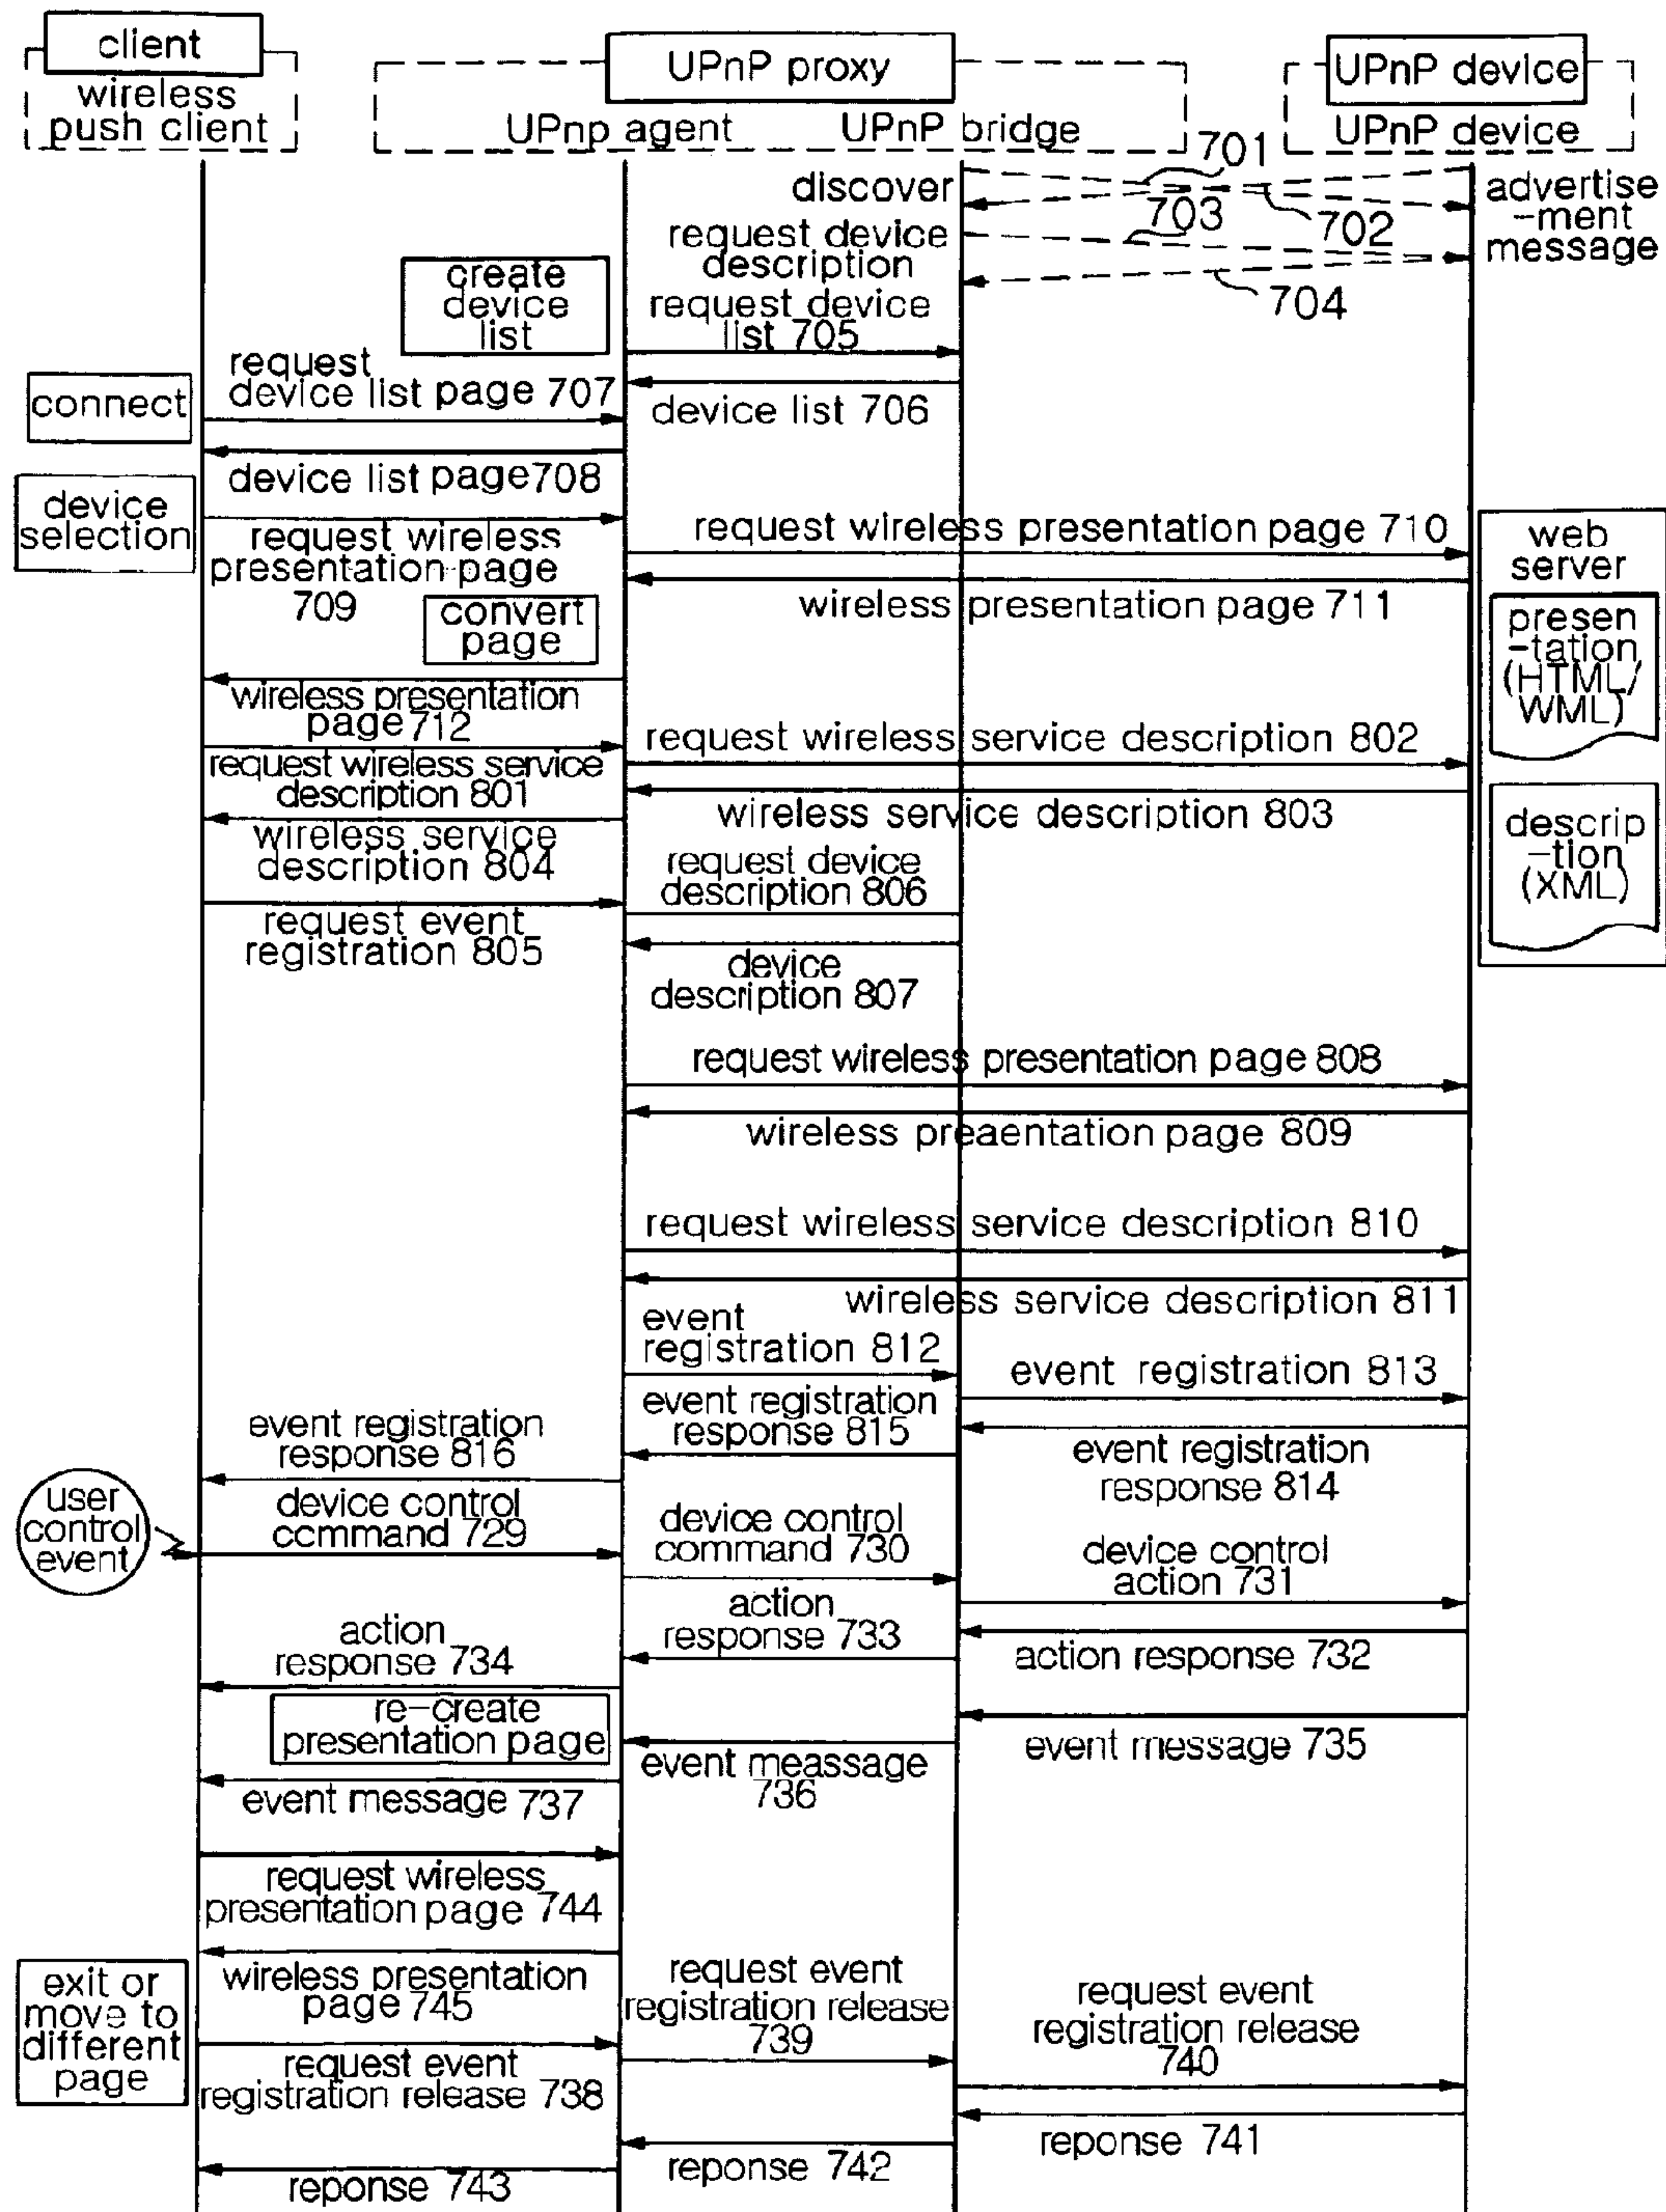 client
wireless
push client
UPnP proxy
UPnp agent
UPnP bridge
UPnP device
UPnP device
701
discover
advertise
-ment
message
703
702
request device
description
704
create
device
list
request device
list 705
request
device list page 707
connect
device list 706
device list page708
device
selection
request wireless
presentation page
709
request wireless presentation page 710
web
server
wireless presentation page 711
convert
page
presen
-tation
(HTML/
WML)
wireless presentation
page 712
request wireless service description 802
request wireless service
description 801
wireless service description 803
wireless service
description 804
descrip
-tion
(XML)
request device
description 806
request event
registration 805
device
description 807
request wireless presentation page 808
wireless preaentation page 809
request wireless service description 810
wireless service description 811
event
registration 812
event registration 813
event registration
response 815
event registration
response 816
event registration
response 814
user
control
event
device control
command 729
device control
command 730
device control
action 731
action
response 733
action
response 734
action response 732
re-create
presentation page
event message 735
event meassage
736
event message 737
request wireless
presentation page 744
exit or
move to
different
page
wireless presentation
page 745
request event
registration release
739
request event
registration release
740
request event
registration release 738
reponse 741
reponse 742
reponse 743